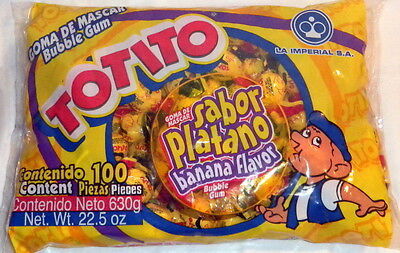 GOMA DE MASCAR
Bubble Gum
TOTITO
LA IMPERIAL S.A.
GOMA DE
MASCAR
sabor
Platano
banana flavor
Bubble
Gum
Contenido 100
Content Piezas Pieces
Contenido Neto 630g
Net. Wt. 22.5 oz